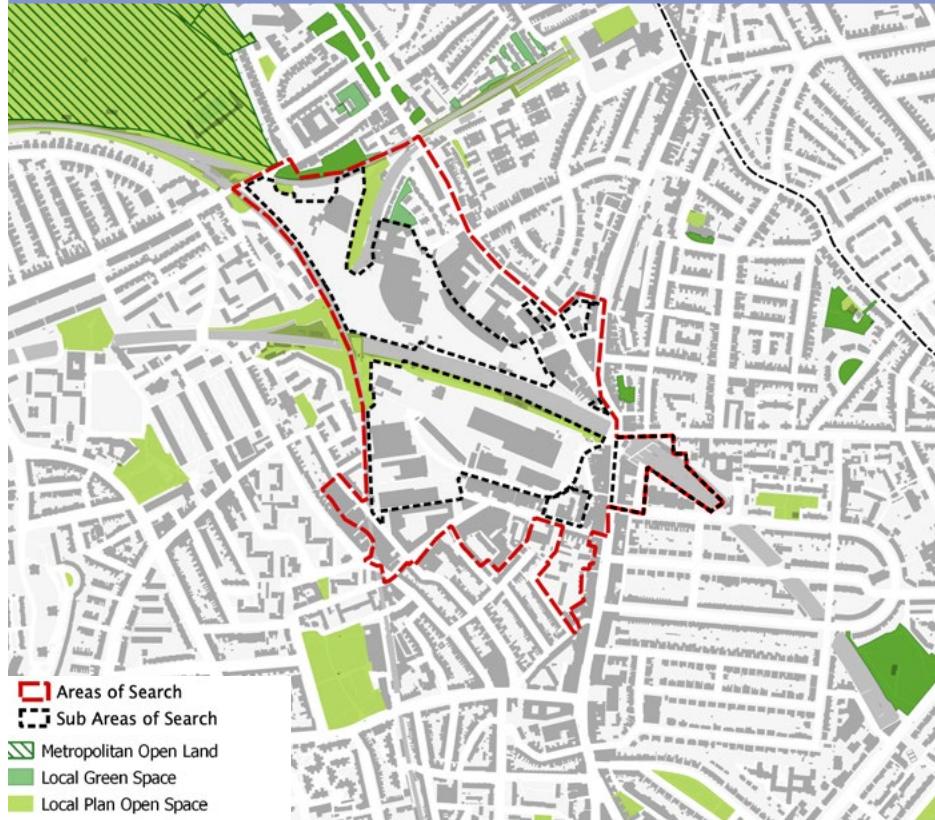 Areas of Search
Sub Areas of Search
Metropolitan Open Land
Local Green Space
Local Plan Open Space